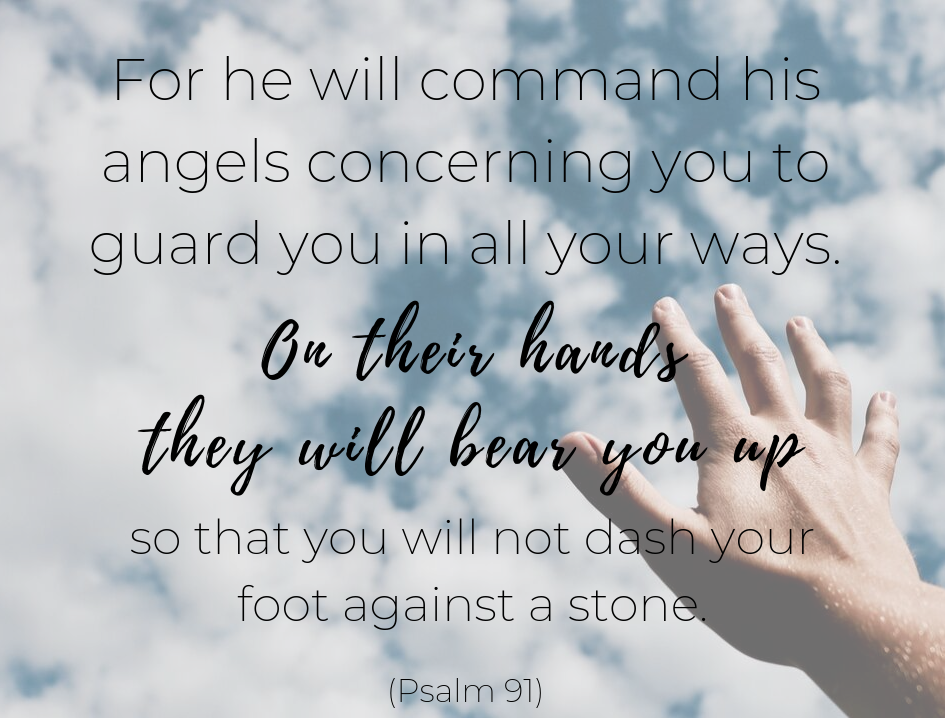 For he will command his
angels concerning you to
guard you in all your ways.
On their hands
they will bear you up
so that you will not dash your
foot against a stone.
(Psalm 91)